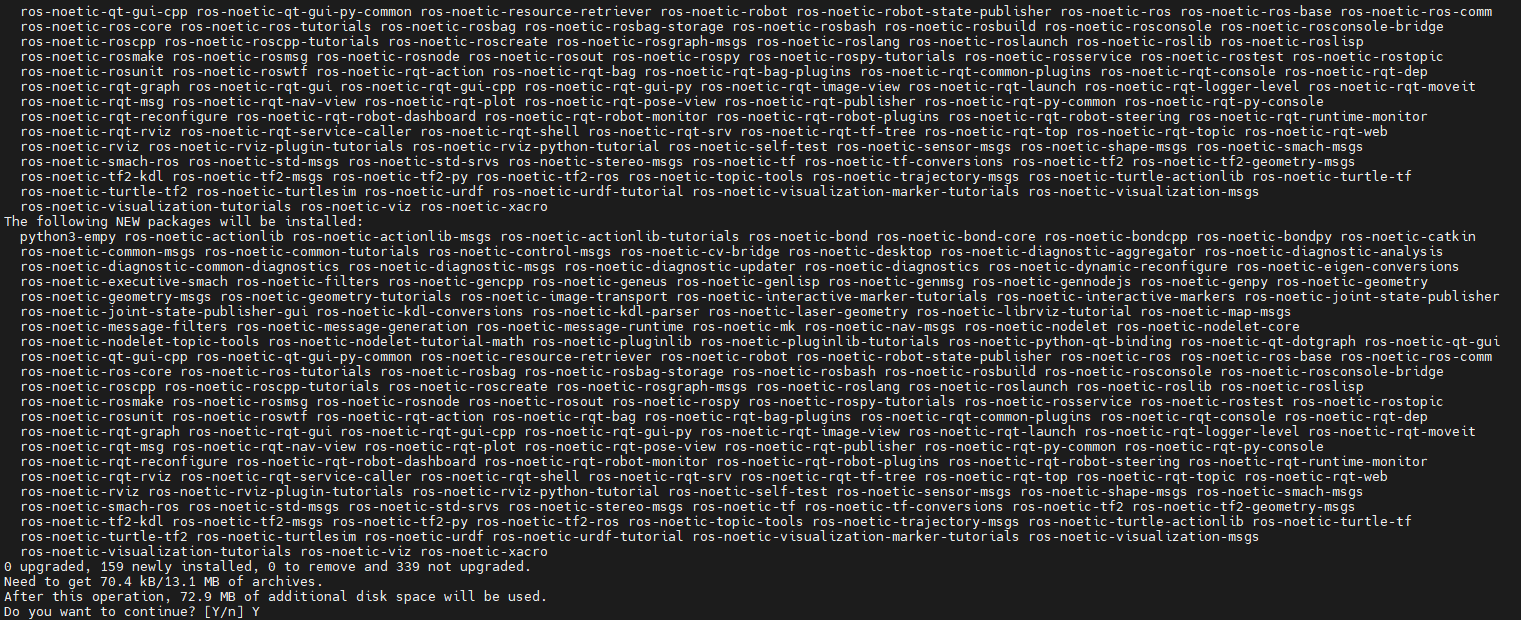 ros-noetic-qt-gui-cpp ros-noetic-qt-gui-py-common ros-noetic-resource-retriever ros-noetic-robot ros-noetic-robot-state-publisher ros-noetic-ros ros-noetic-ros-base ros-noetic-ros-comm
ros-noetic-ros-core ros-noetic-ros-tutorials ros-noetic-rosbag ros-noetic-rosbag-storage ros-noetic-rosbash ros-noetic-rosbuild ros-noetic-rosconsole ros-noetic-rosconsole-bridge
ros-noetic-roscpp ros-noetic-roscpp-tutorials ros-noetic-roscreate ros-noetic-rosgraph-msgs ros-noetic-roslang ros-noetic-roslaunch ros-noetic-roslib ros-noetic-roslisp
ros-noetic-rosmake ros-noetic-rosmsg ros-noetic-rosnode ros-noetic-rosout ros-noetic-rospy ros-noetic-rospy-tutorials ros-noetic-rosservice ros-noetic-rostest ros-noetic-rostopic
ros-noetic-rosunit ros-noetic-roswtf ros-noetic-rqt-action ros-noetic-rqt-bag ros-noetic-rqt-bag-plugins ros-noetic-rqt-common-plugins ros-noetic-rqt-console ros-noetic-rqt-dep
ros-noetic-rqt-graph ros-noetic-rqt-gui ros-noetic-rqt-gui-cpp ros-noetic-rqt-gui-py ros-noetic-rqt-image-view ros-noetic-rqt-launch ros-noetic-rqt-logger-level ros-noetic-rqt-moveit
ros-noetic-rqt-msg ros-noetic-rqt-nav-view ros-noetic-rqt-plot ros-noetic-rqt-pose-view ros-noetic-rqt-publisher ros-noetic-rqt-py-common ros-noetic-rqt-py-console
ros-noetic-rqt-reconfigure ros-noetic-rqt-robot-dashboard ros-noetic-rqt-robot-monitor ros-noetic-rqt-robot-plugins ros-noetic-rqt-robot-steering ros-noetic-rqt-runtime-monitor
ros-noetic-rqt-rviz ros-noetic-rqt-service-caller ros-noetic-rqt-shell ros-noetic-rqt-srv ros-noetic-rqt-tf-tree ros-noetic-rqt-top ros-noetic-rqt-topic ros-noetic-rqt-web
ros-noetic-rviz ros-noetic-rviz-plugin-tutorials ros-noetic-rviz-python-tutorial ros-noetic-self-test ros-noetic-sensor-msgs ros-noetic-shape-msgs ros-noetic-smach-msgs
ros-noetic-smach-ros ros-noetic-std-msgs ros-noetic-std-srvs ros-noetic-stereo-msgs ros-noetic-tf ros-noetic-tf-conversions ros-noetic-tf2 ros-noetic-tf2-geometry-msgs
ros-noetic-tf2-kdl ros-noetic-tf2-msgs ros-noetic-tf2-py ros-noetic-tf2-ros ros-noetic-topic-tools ros-noetic-trajectory-msgs ros-noetic-turtle-actionlib ros-noetic-turtle-tf
ros-noetic-turtle-tf2 ros-noetic-turtlesim ros-noetic-urdf ros-noetic-urdf-tutorial ros-noetic-visualization-marker-tutorials ros-noetic-visualization-msgs
ros-noetic-visualization-tutorials ros-noetic-viz ros-noetic-xacro
The following NEW packages will be installed:
python3-empy ros-noetic-actionlib ros-noetic-actionlib-msgs ros-noetic-actionlib-tutorials ros-noetic-bond ros-noetic-bond-core ros-noetic-bondcpp ros-noetic-bondpy ros-noetic-catkin
ros-noetic-common-msgs ros-noetic-common-tutorials ros-noetic-control-msgs ros-noetic-cv-bridge ros-noetic-desktop ros-noetic-diagnostic-aggregator ros-noetic-diagnostic-analysis
ros-noetic-diagnostic-common-diagnostics ros-noetic-diagnostic-msgs ros-noetic-diagnostic-updater ros-noetic-diagnostics ros-noetic-dynamic-reconfigure ros-noetic-eigen-conversions
ros-noetic-executive-smach ros-noetic-filters ros-noetic-gencpp ros-noetic-geneus ros-noetic-genlisp ros-noetic-genmsg ros-noetic-gennodejs ros-noetic-genpy ros-noetic-geometry
ros-noetic-geometry-msgs ros-noetic-geometry-tutorials ros-noetic-image-transport ros-noetic-interactive-marker-tutorials ros-noetic-interactive-markers ros-noetic-joint-state-publisher
ros-noetic-joint-state-publisher-gui ros-noetic-kdl-conversions ros-noetic-kdl-parser ros-noetic-laser-geometry ros-noetic-librviz-tutorial ros-noetic-map-msgs
ros-noetic-message-filters ros-noetic-message-generation ros-noetic-message-runtime ros-noetic-mk ros-noetic-nav-msgs ros-noetic-nodelet ros-noetic-nodelet-core
ros-noetic-nodelet-topic-tools ros-noetic-nodelet-tutorial-math ros-noetic-pluginlib ros-noetic-pluginlib-tutorials ros-noetic-python-qt-binding ros-noetic-qt-dotgraph ros-noetic-qt-gui
ros-noetic-qt-gui-cpp ros-noetic-qt-gui-py-common ros-noetic-resource-retriever ros-noetic-robot ros-noetic-robot-state-publisher ros-noetic-ros ros-noetic-ros-base ros-noetic-ros-comm
ros-noetic-ros-core ros-noetic-ros-tutorials ros-noetic-rosbag ros-noetic-rosbag-storage ros-noetic-rosbash ros-noetic-rosbuild ros-noetic-rosconsole ros-noetic-rosconsole-bridge
ros-noetic-roscpp ros-noetic-roscpp-tutorials ros-noetic-roscreate ros-noetic-rosgraph-msgs ros-noetic-roslang ros-noetic-roslaunch ros-noetic-roslib ros-noetic-roslisp
ros-noetic-rosmake ros-noetic-rosmsg ros-noetic-rosnode ros-noetic-rosout ros-noetic-rospy ros-noetic-rospy-tutorials ros-noetic-rosservice ros-noetic-rostest ros-noetic-rostopic
ros-noetic-rosunit ros-noetic-roswtf ros-noetic-rqt-action ros-noetic-rqt-bag ros-noetic-rqt-bag-plugins ros-noetic-rqt-common-plugins ros-noetic-rqt-console ros-noetic-rqt-dep
ros-noetic-rqt-graph ros-noetic-rqt-gui ros-noetic-rqt-gui-cpp ros-noetic-rqt-gui-py ros-noetic-rqt-image-view ros-noetic-rqt-launch ros-noetic-rqt-logger-level ros-noetic-rqt-moveit
ros-noetic-rqt-msg ros-noetic-rqt-nav-view ros-noetic-rqt-plot ros-noetic-rqt-pose-view ros-noetic-rqt-publisher ros-noetic-rqt-py-common ros-noetic-rqt-py-console
ros-noetic-rqt-reconfigure ros-noetic-rqt-robot-dashboard ros-noetic-rqt-robot-monitor ros-noetic-rqt-robot-plugins ros-noetic-rqt-robot-steering ros-noetic-rqt-runtime-monitor
ros-noetic-rqt-rviz ros-noetic-rqt-service-caller ros-noetic-rqt-shell ros-noetic-rqt-srv ros-noetic-rqt-tf-tree ros-noetic-rqt-top ros-noetic-rqt-topic ros-noetic-rqt-web
ros-noetic-rviz ros-noetic-rviz-plugin-tutorials ros-noetic-rviz-python-tutorial ros-noetic-self-test ros-noetic-sensor-msgs ros-noetic-shape-msgs ros-noetic-smach-msgs
ros-noetic-smach-ros ros-noetic-std-msgs ros-noetic-std-srvs ros-noetic-stereo-msgs ros-noetic-tf ros-noetic-tf-conversions ros-noetic-tf2 ros-noetic-tf2-geometry-msgs
ros-noetic-tf2-kdl ros-noetic-tf2-msgs ros-noetic-tf2-py ros-noetic-tf2-ros ros-noetic-topic-tools ros-noetic-trajectory-msgs ros-noetic-turtle-actionlib ros-noetic-turtle-tf
ros-noetic-turtle-tf2 ros-noetic-turtlesim ros-noetic-urdf ros-noetic-urdf-tutorial ros-noetic-visualization-marker-tutorials ros-noetic-visualization-msgs
ros-noetic-visualization-tutorials ros-noetic-viz ros-noetic-xacro
0 upgraded, 159 newly installed, 0 to remove and 339 not upgraded.
Need to get 70.4 kB/13.1 MB of archives.
After this operation, 72.9 MB of additional disk space will be used.
Do you want to continue? [Y/n] Y